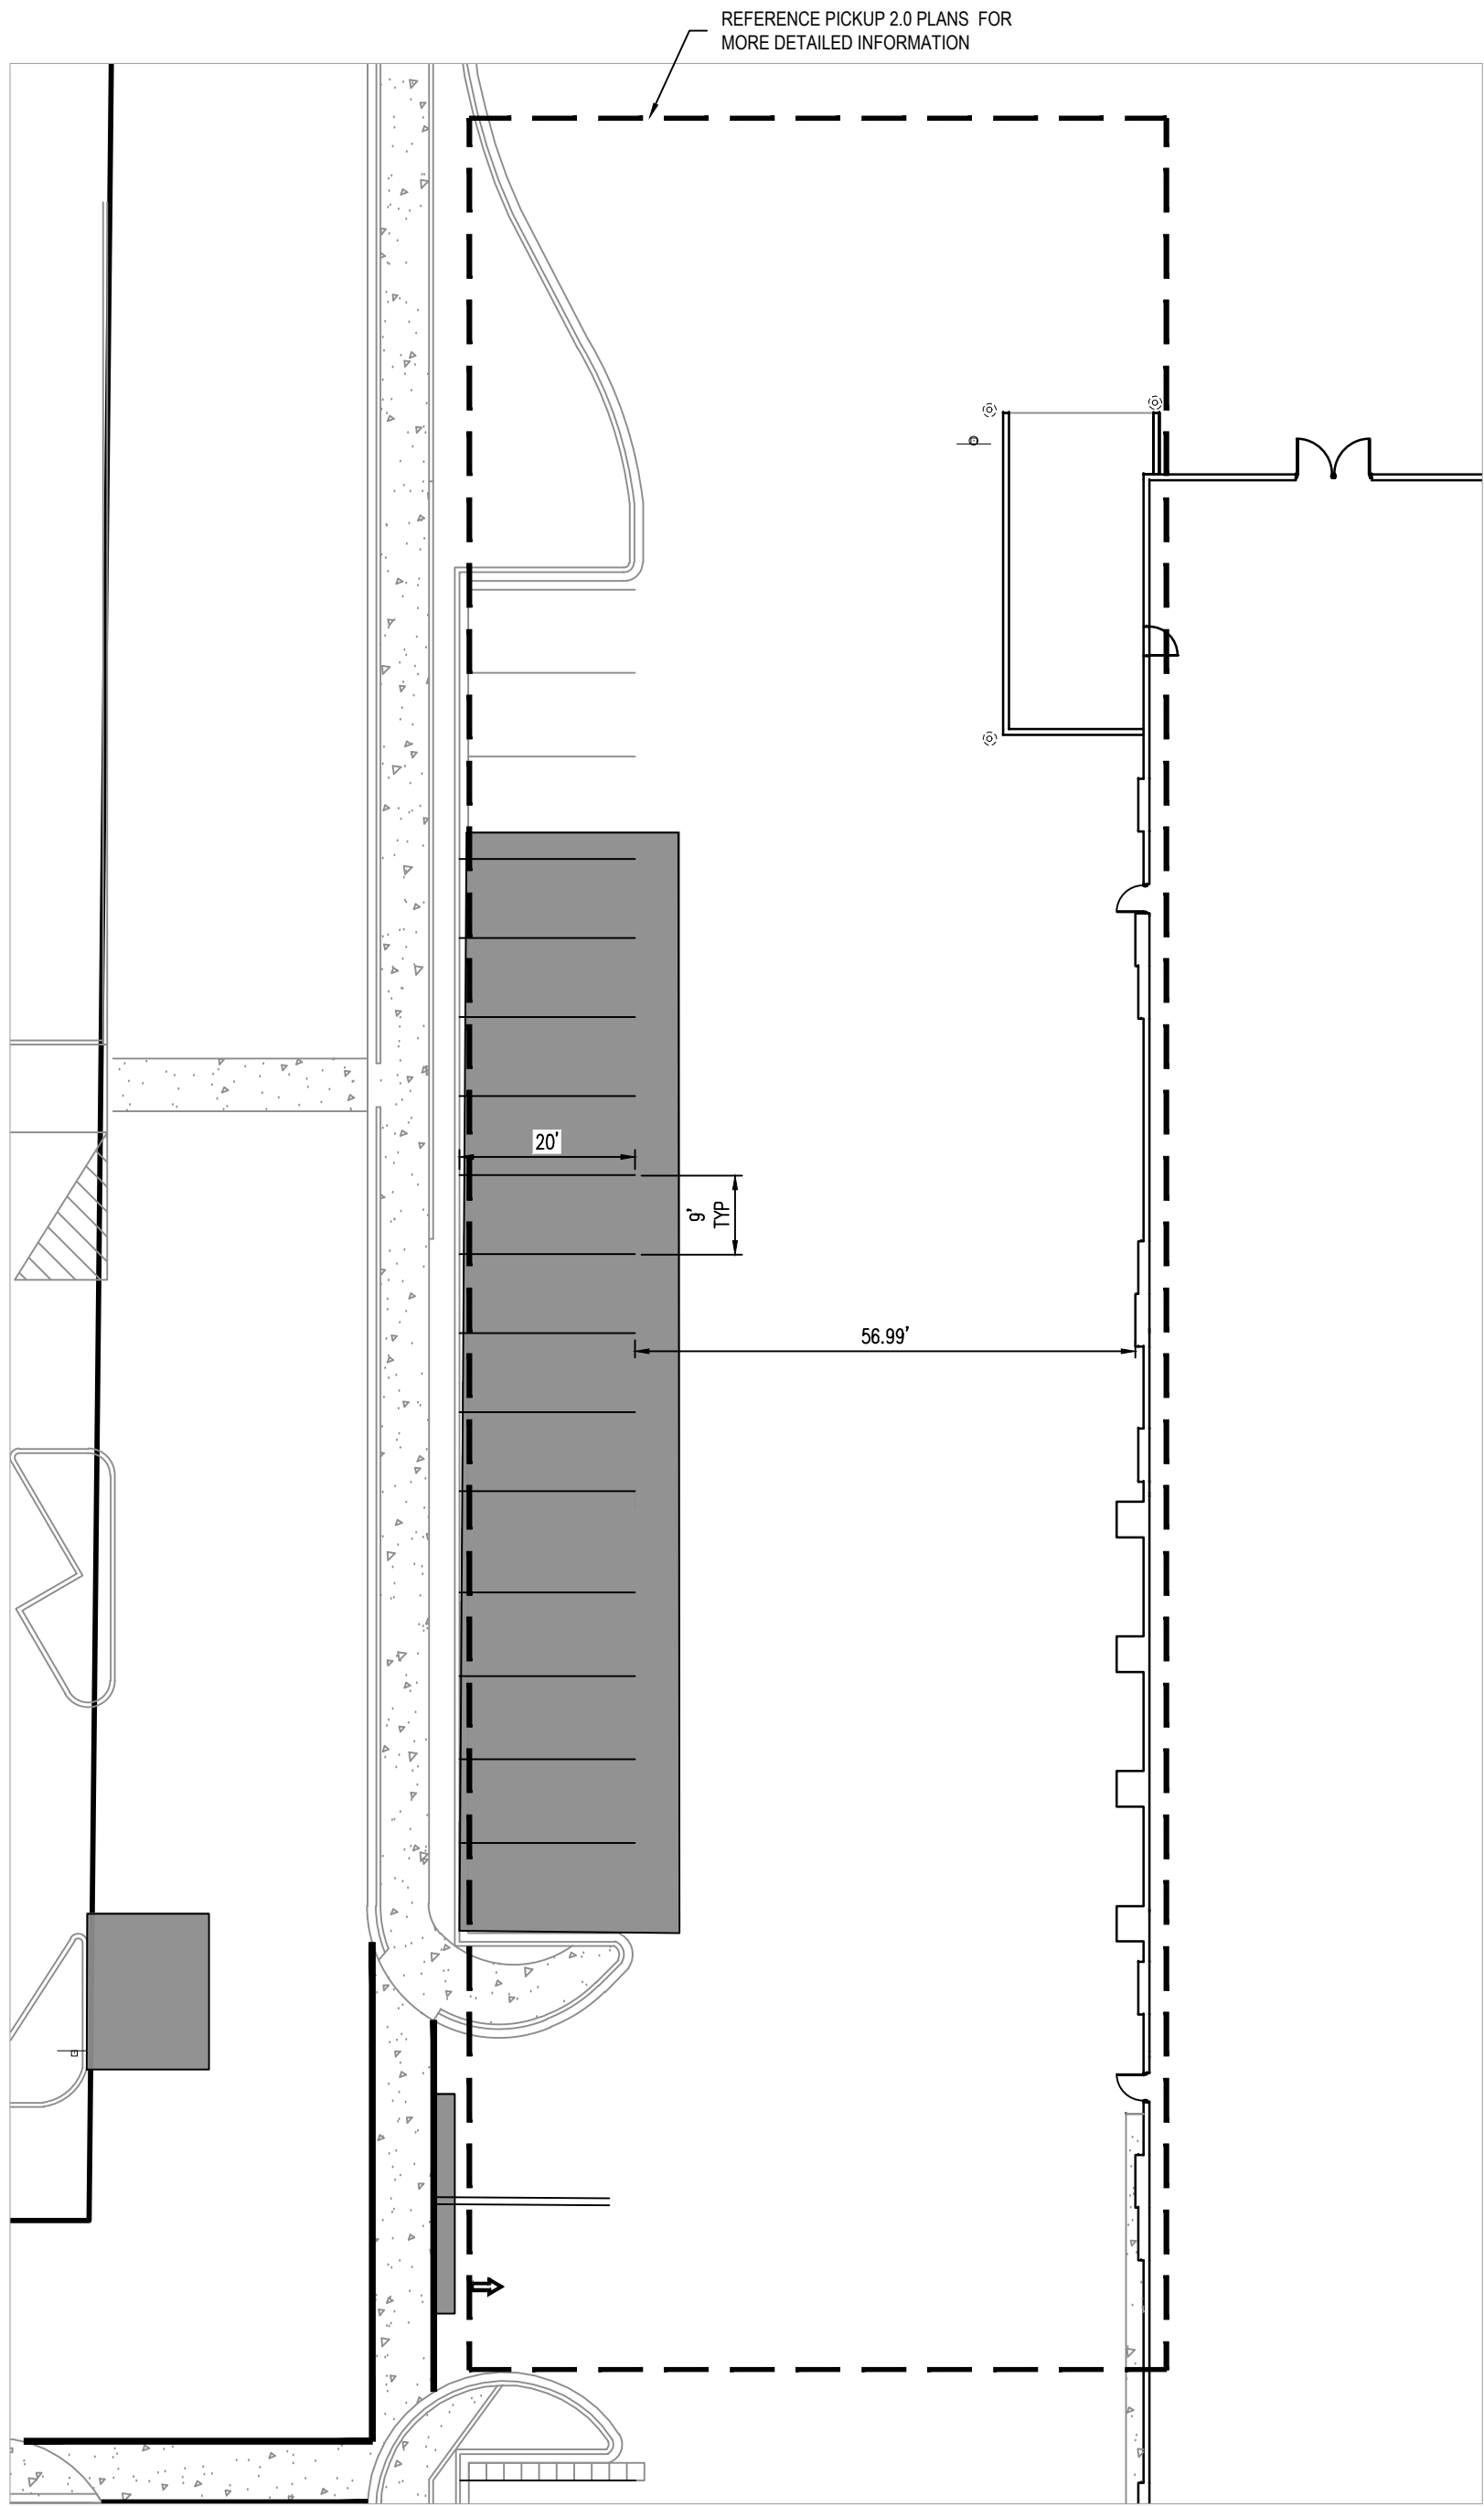 REFERENCE PICKUP 2.0 PLANS FOR
MORE DETAILED INFORMATION
20'
9'
TYP
56.99'